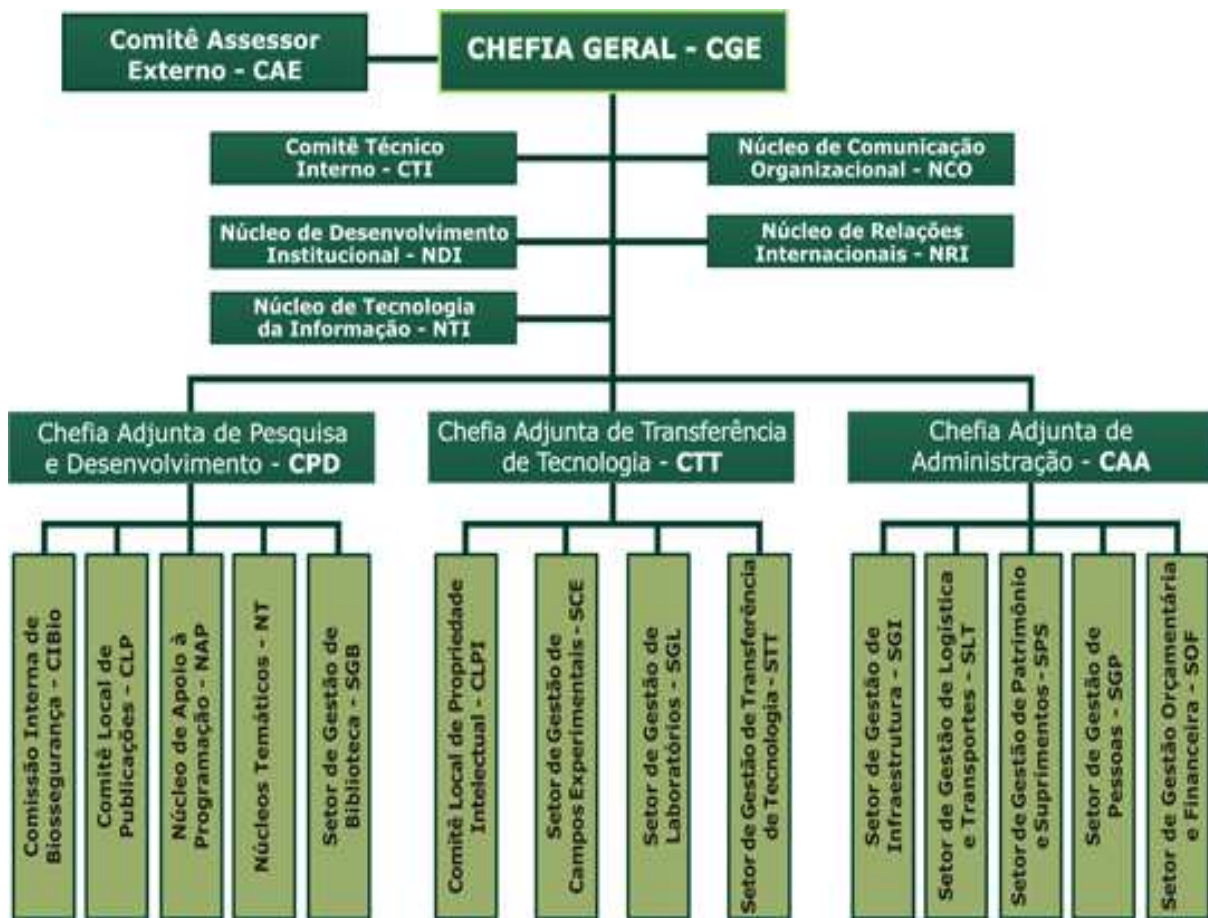 Comitê Assessor
Externo - CAE
CHEFIA GERAL - CGE
Comitê Técnico
Interno - CTI
Núcleo de Comunicação
Organizacional - NCO
Núcleo de Desenvolvimento
Institucional - NDI
Núcleo de Relações
Internacionais - NRI
Núcleo de Tecnologia
da Informação - NTI
Chefia Adjunta de Pesquisa
e Desenvolvimento - CPD
Chefia Adjunta de Transferência
de Tecnologia - CTT
Chefia Adjunta de
Administração - CAA
Comissão Interna de
Biossegurança - CIBio
Comitê Local de
Publicações - CLP
Núcleo de Apoio à
Programação - NAP
Núcleos Temáticos - NT
Setor de Gestão de
Biblioteca - SGB
Comitê Local de Propriedade
Intelectual - CLPI
Setor de Gestão de
Campos Experimentais - SCE
Setor de Gestão de
Laboratórios - SGL
Setor de Gestão de Transferência
de Tecnologia - STT
Setor de Gestão de
Infraestrutura - SGI
Setor de Gestão de Logística
e Transportes - SLT
Setor de Gestão de Patrimônio
e Suprimentos - SPS
Setor de Gestão de
Pessoas - SGP
Setor de Gestão Orçamentária
e Financeira - SOF